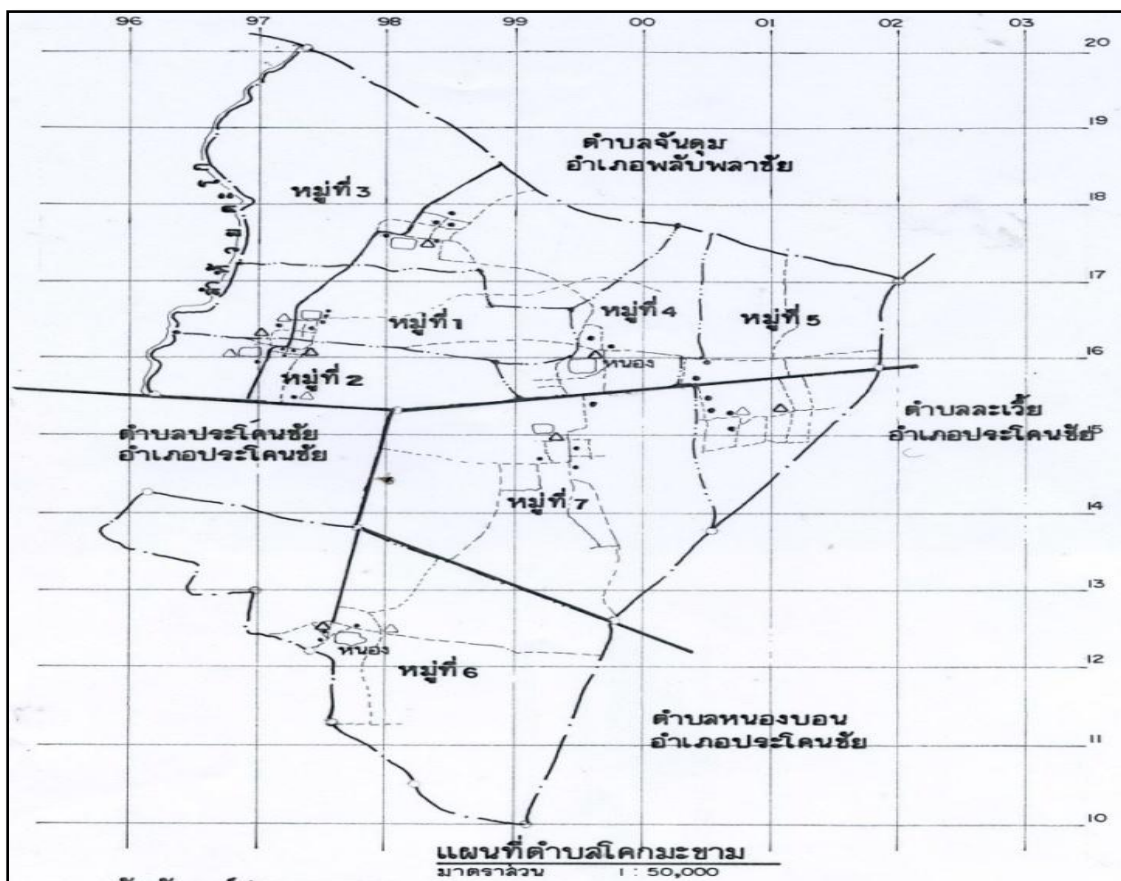 96 97 98 99 00 01 02 03
20
19
ตำบลจันดุม
อำเภอพลับพลาชัย
หมู่ที่ 3
18
17
หมู่ที่ 1
หมู่ที่ 4
หมู่ที่ 5
16
หนอง
หมู่ที่ 2
ตำบลประโคนชัย
อำเภอประโคนชัย
ตำบลละเวี้ย
อำเภอประโคนชัย
15
หมู่ที่ 7
14
13
หนอง
หมู่ที่ 6
12
ตำบลหนองบอน
อำเภอประโคนชัย
11
10
96 97 98 99 00 01 02 03
แผนที่ตำบลโคกมะขาม
มาตราส่วน 1 : 50,000